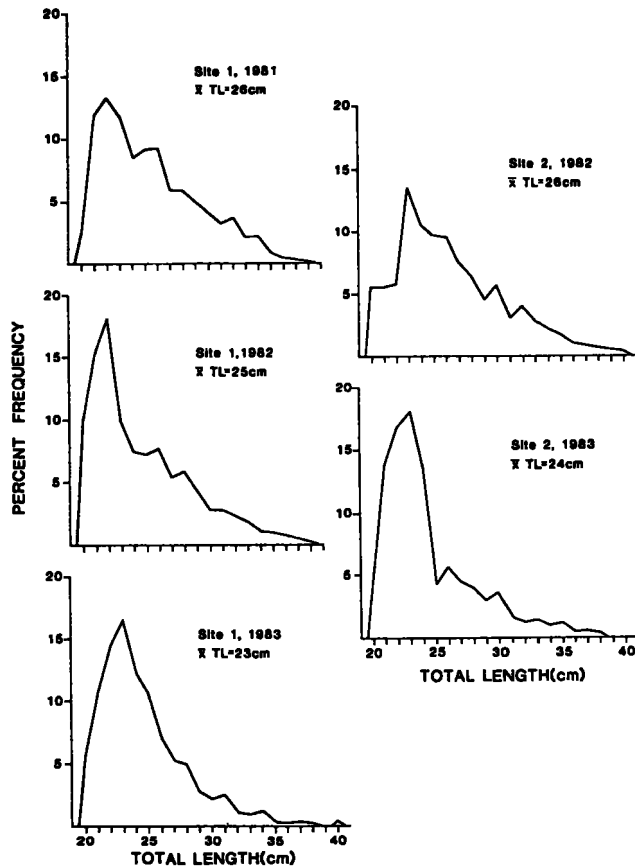 20
15
10
5
Site 1, 1981
x̄ TL=26cm
20
15
10
5
Site 2, 1982
x̄ TL=26cm
PERCENT FREQUENCY
20
15
10
5
Site 1,1982
x̄ TL=25cm
20
15
10
5
Site 2, 1983
x̄ TL=24cm
20 25 30 35 40
TOTAL LENGTH(cm)
20
15
10
5
Site 1, 1983
x̄ TL=23cm
20 25 30 35 40
TOTAL LENGTH(cm)